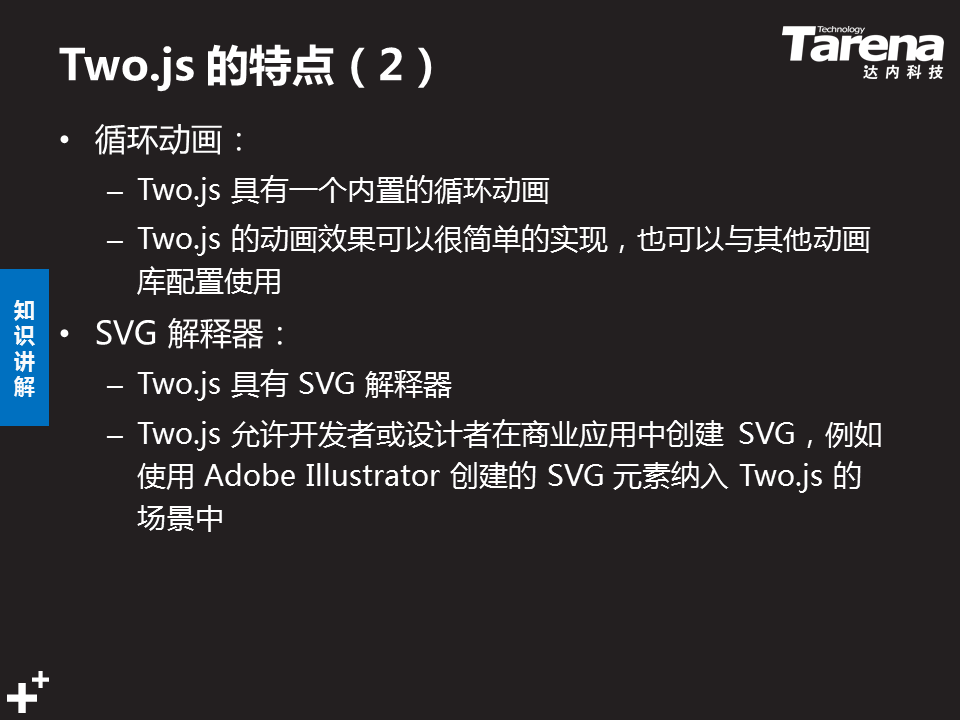 Two.js 的特点（2）
Technology
Tarena
达内科技
• 循环动画：
– Two.js 具有一个内置的循环动画
– Two.js 的动画效果可以很简单的实现，也可以与其他动画
库配置使用
知识讲解
• SVG 解释器：
– Two.js 具有 SVG 解释器
– Two.js 允许开发者或设计者在商业应用中创建 SVG，例如
使用 Adobe Illustrator 创建的 SVG 元素纳入 Two.js 的
场景中